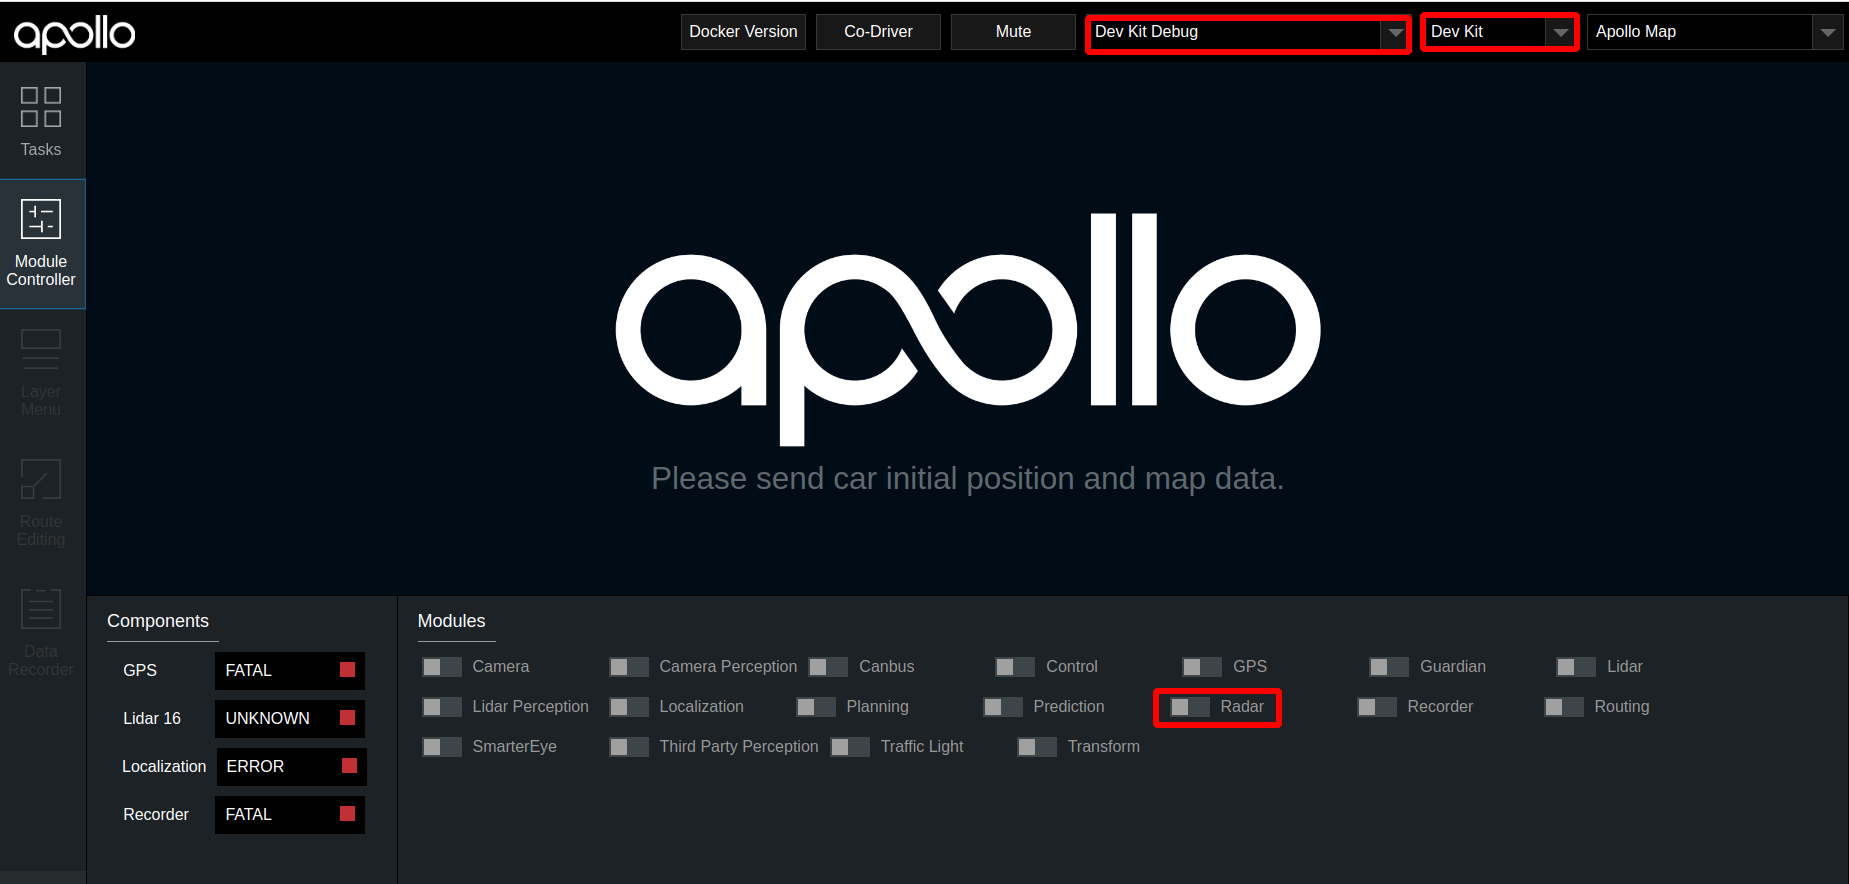 apollo
Docker Version
Co-Driver
Mute
Dev Kit Debug
Dev Kit
Apollo Map
Tasks
Module
Controller
Layer
Menu
Route
Editing
Data
Recorder
apollo
Please send car initial position and map data.
Components
GPS FATAL
Lidar 16 UNKNOWN
Localization ERROR
Recorder FATAL
Modules
Camera Camera Perception Canbus Control GPS Guardian Lidar
Lidar Perception Localization Planning Prediction Radar Recorder Routing
SmarterEye Third Party Perception Traffic Light Transform